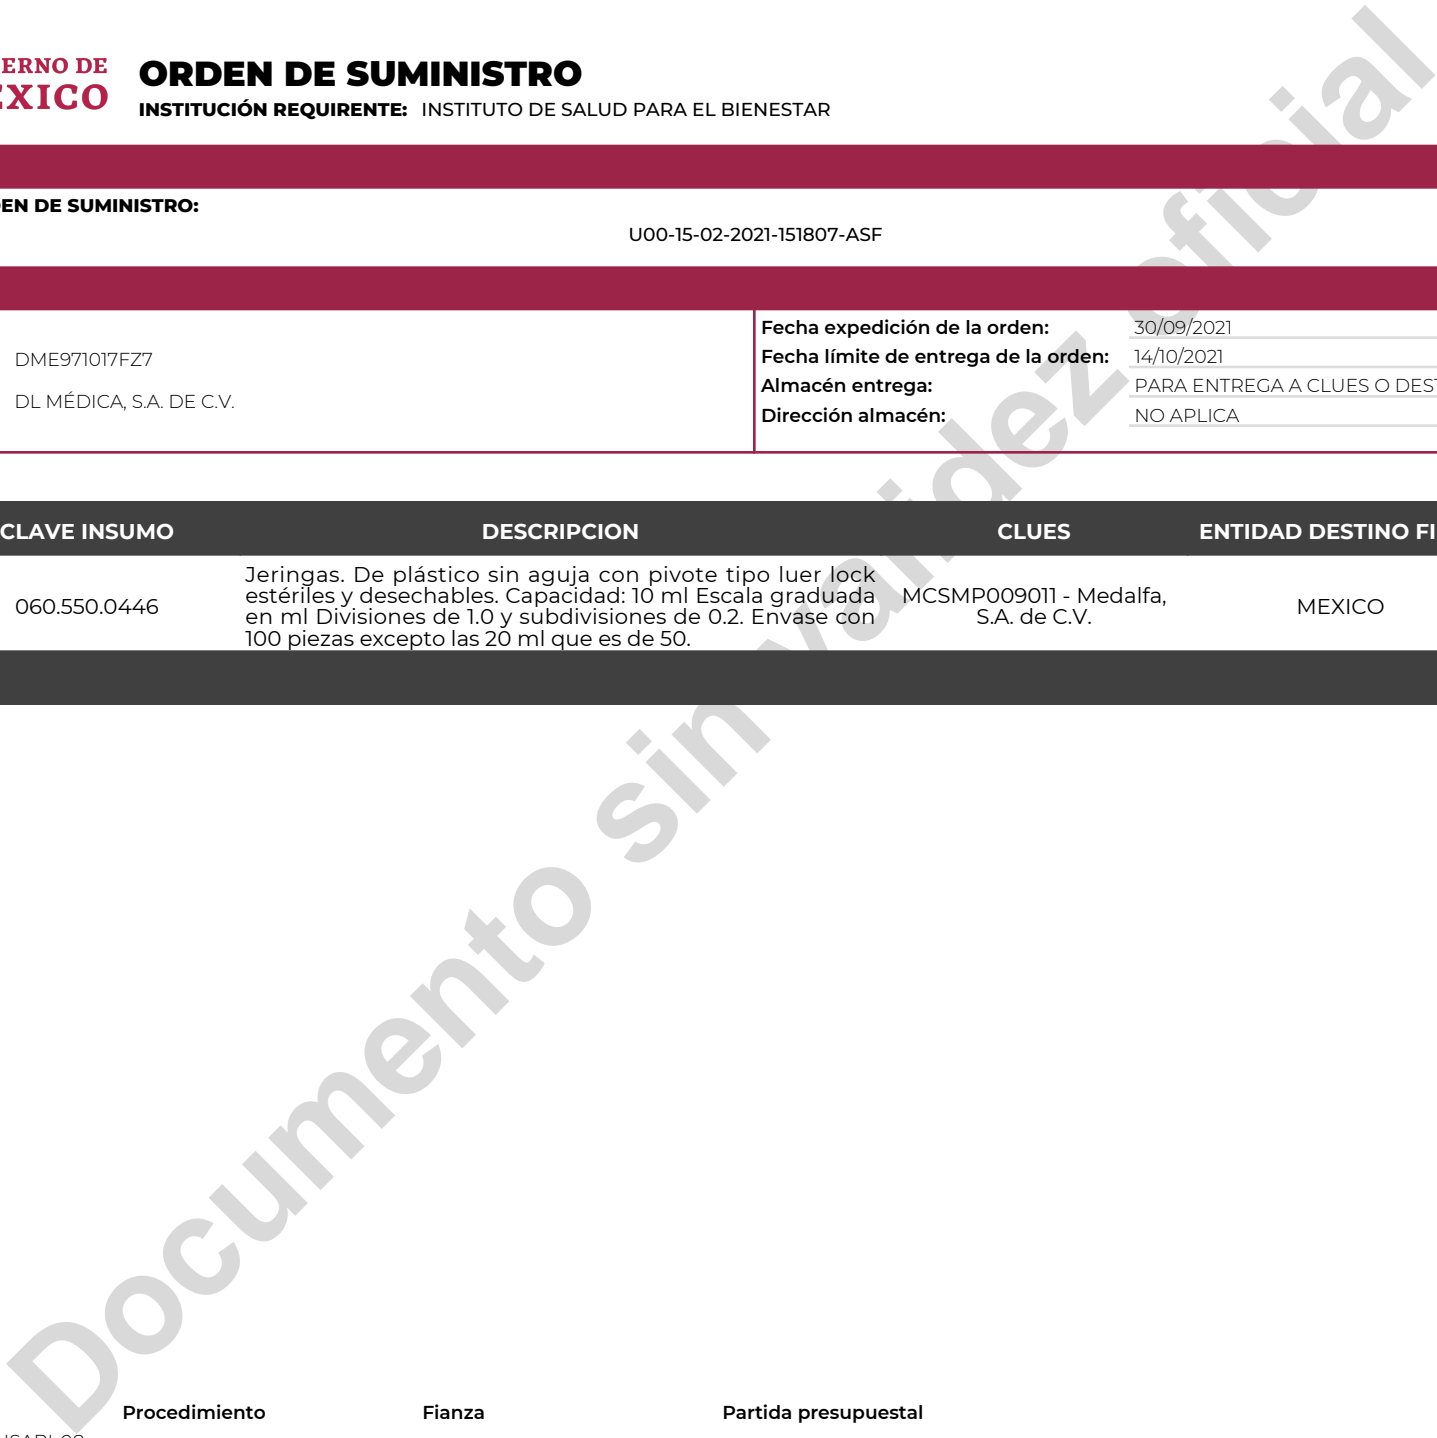 ERNO DE
EXICO
ORDEN DE SUMINISTRO
INSTITUCIÓN REQUIRENTE: INSTITUTO DE SALUD PARA EL BIENESTAR
EN DE SUMINISTRO:
U00-15-02-2021-151807-ASF
DME971017FZ7
DL MÉDICA, S.A. DE C.V.
Fecha expedición de la orden: 30/09/2021
Fecha límite de entrega de la orden: 14/10/2021
Almacén entrega: PARA ENTREGA A CLUES O DEST
Dirección almacén: NO APLICA
CLAVE INSUMO DESCRIPCION CLUES ENTIDAD DESTINO FI
060.550.0446
Jeringas. De plástico sin aguja con pivote tipo luer lock
estériles y desechables. Capacidad: 10 ml Escala graduada
en ml Divisiones de 1.0 y subdivisiones de 0.2. Envase con
100 piezas excepto las 20 ml que es de 50.
MCSMP009011 - Medalfa,
S.A. de C.V.
MEXICO
Documento sin validez oficial
Procedimiento Fianza Partida presupuestal